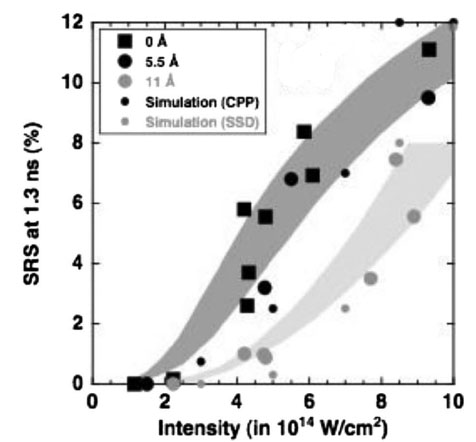 12
10
8
6
4
2
0
SRS at 1.3 ns (%)
0 Å
5.5 Å
11 Å
Simulation (CPP)
Simulation (SSD)
0 2 4 6 8 10
Intensity (in 10¹⁴ W/cm²)